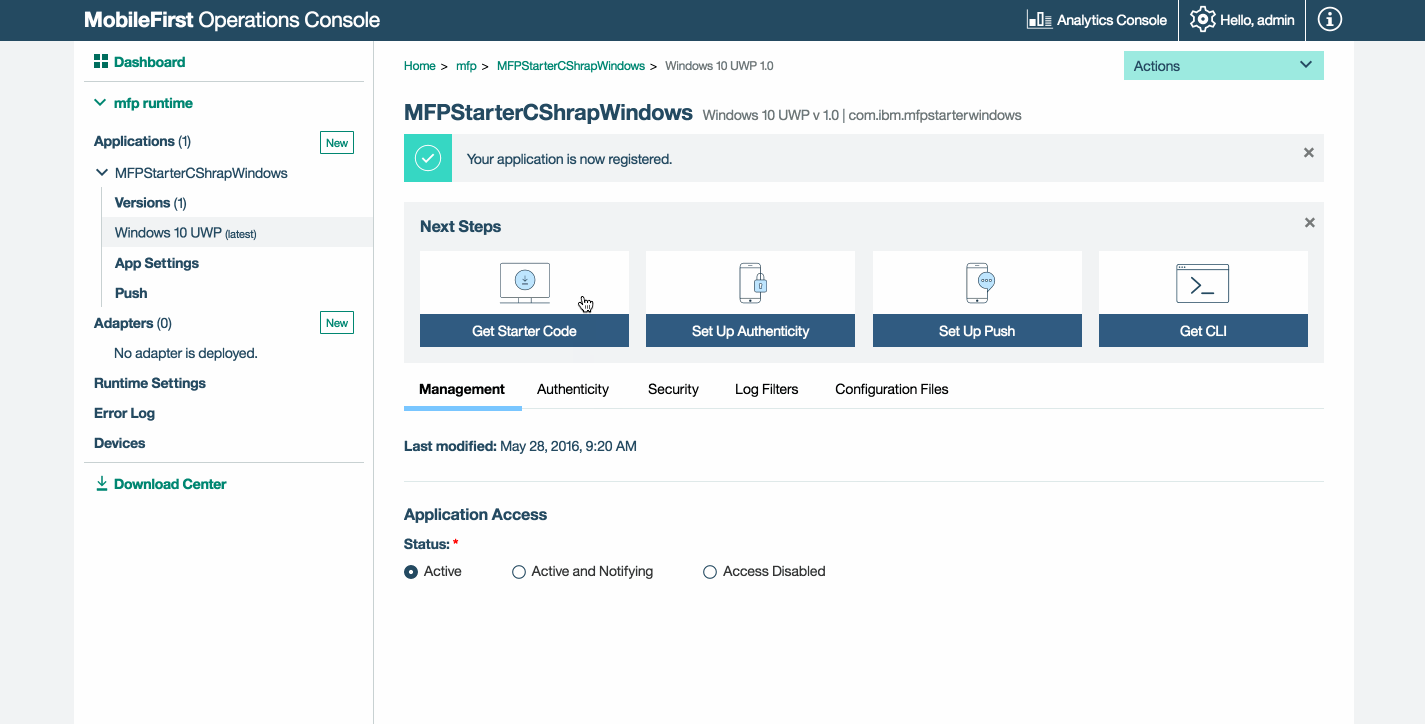 MobileFirst Operations Console
Analytics Console
Hello, admin
Dashboard
mfp runtime
Applications (1)
New
MFPStarterCShrapWindows
Versions (1)
Windows 10 UWP (latest)
App Settings
Push
Adapters (0)
New
No adapter is deployed.
Runtime Settings
Error Log
Devices
Download Center
Home > mfp > MFPStarterCShrapWindows > Windows 10 UWP 1.0
Actions
MFPStarterCShrapWindows Windows 10 UWP v 1.0 | com.ibm.mfpstarterwindows
Your application is now registered.
Next Steps
Get Starter Code
Set Up Authenticity
Set Up Push
Get CLI
Management
Authenticity
Security
Log Filters
Configuration Files
Last modified: May 28, 2016, 9:20 AM
Application Access
Status: *
Active
Active and Notifying
Access Disabled